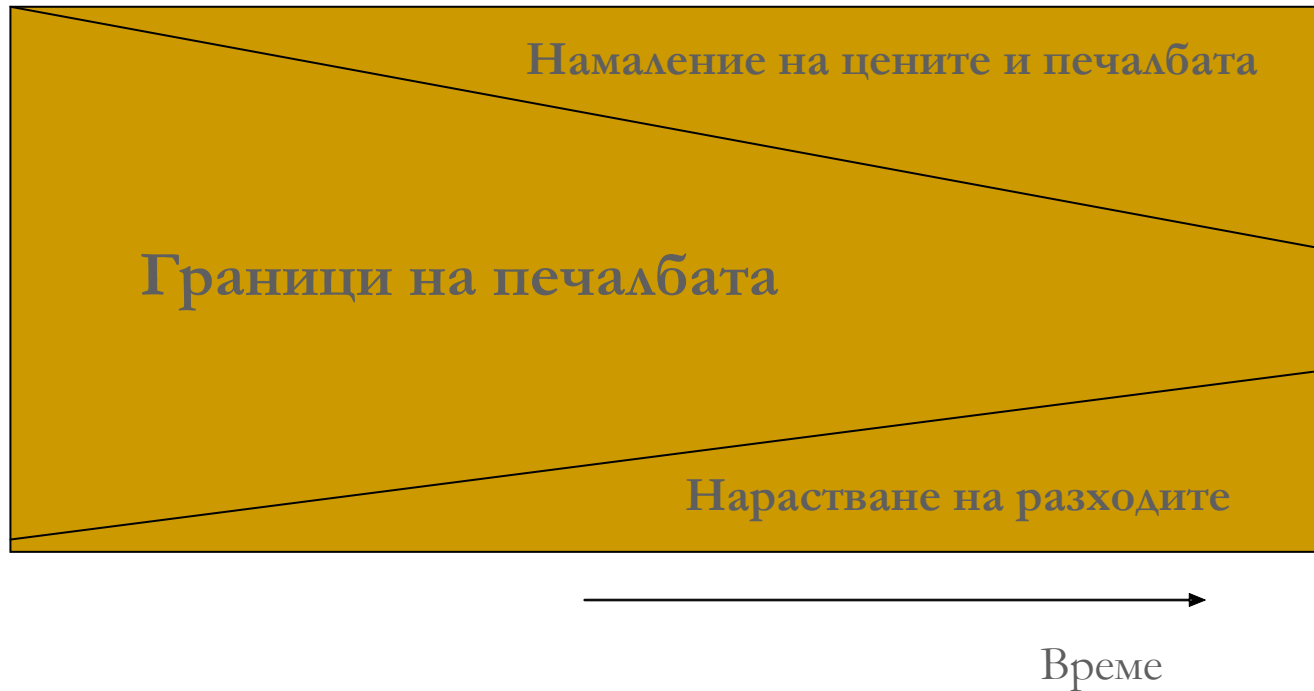 Намаление на цените и печалбата
Граници на печалбата
Нарастване на разходите
Време